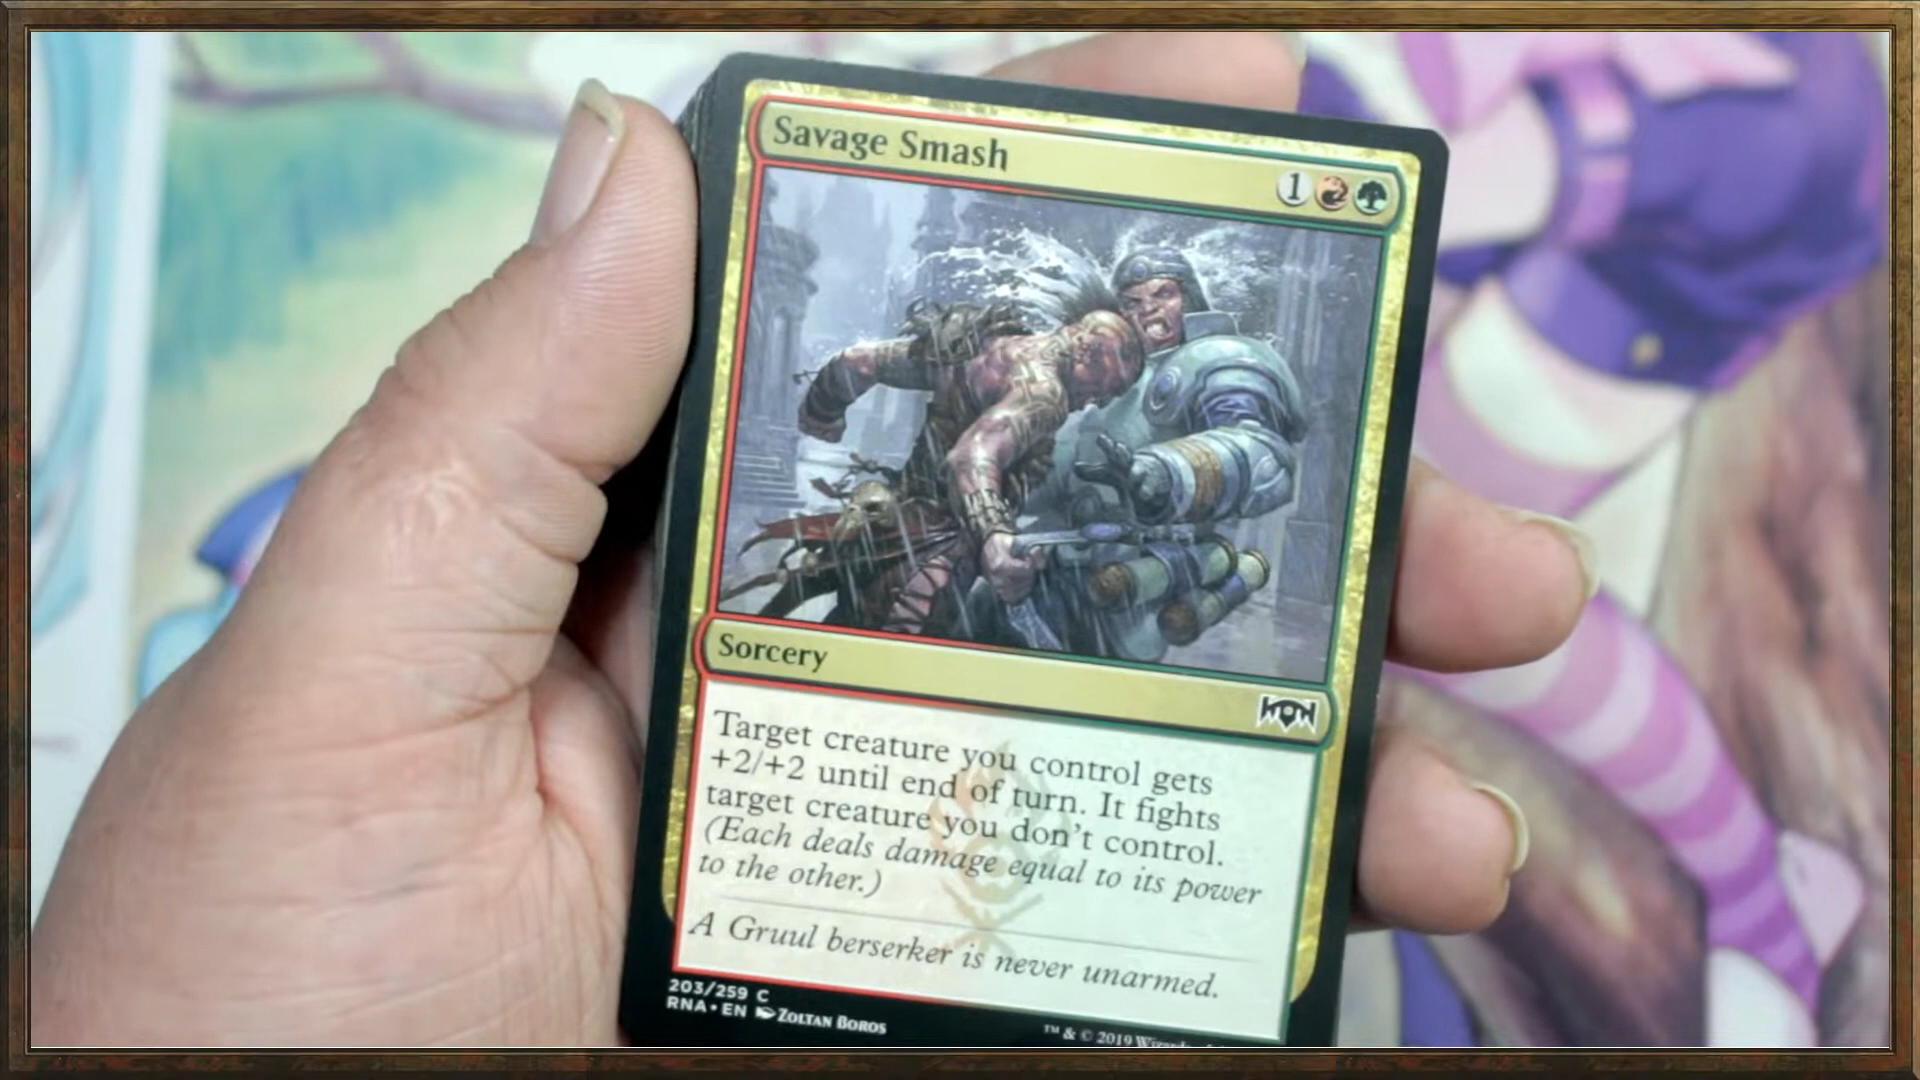 Savage Smash
1
Sorcery
Target creature you control gets
+2/+2 until end of turn. It fights
target creature you don't control.
(Each deals damage equal to its power
to the other.)
A Gruul berserker is never unarmed.
203/259 C
RNA • EN Zoltan Boros
™ & © 2019